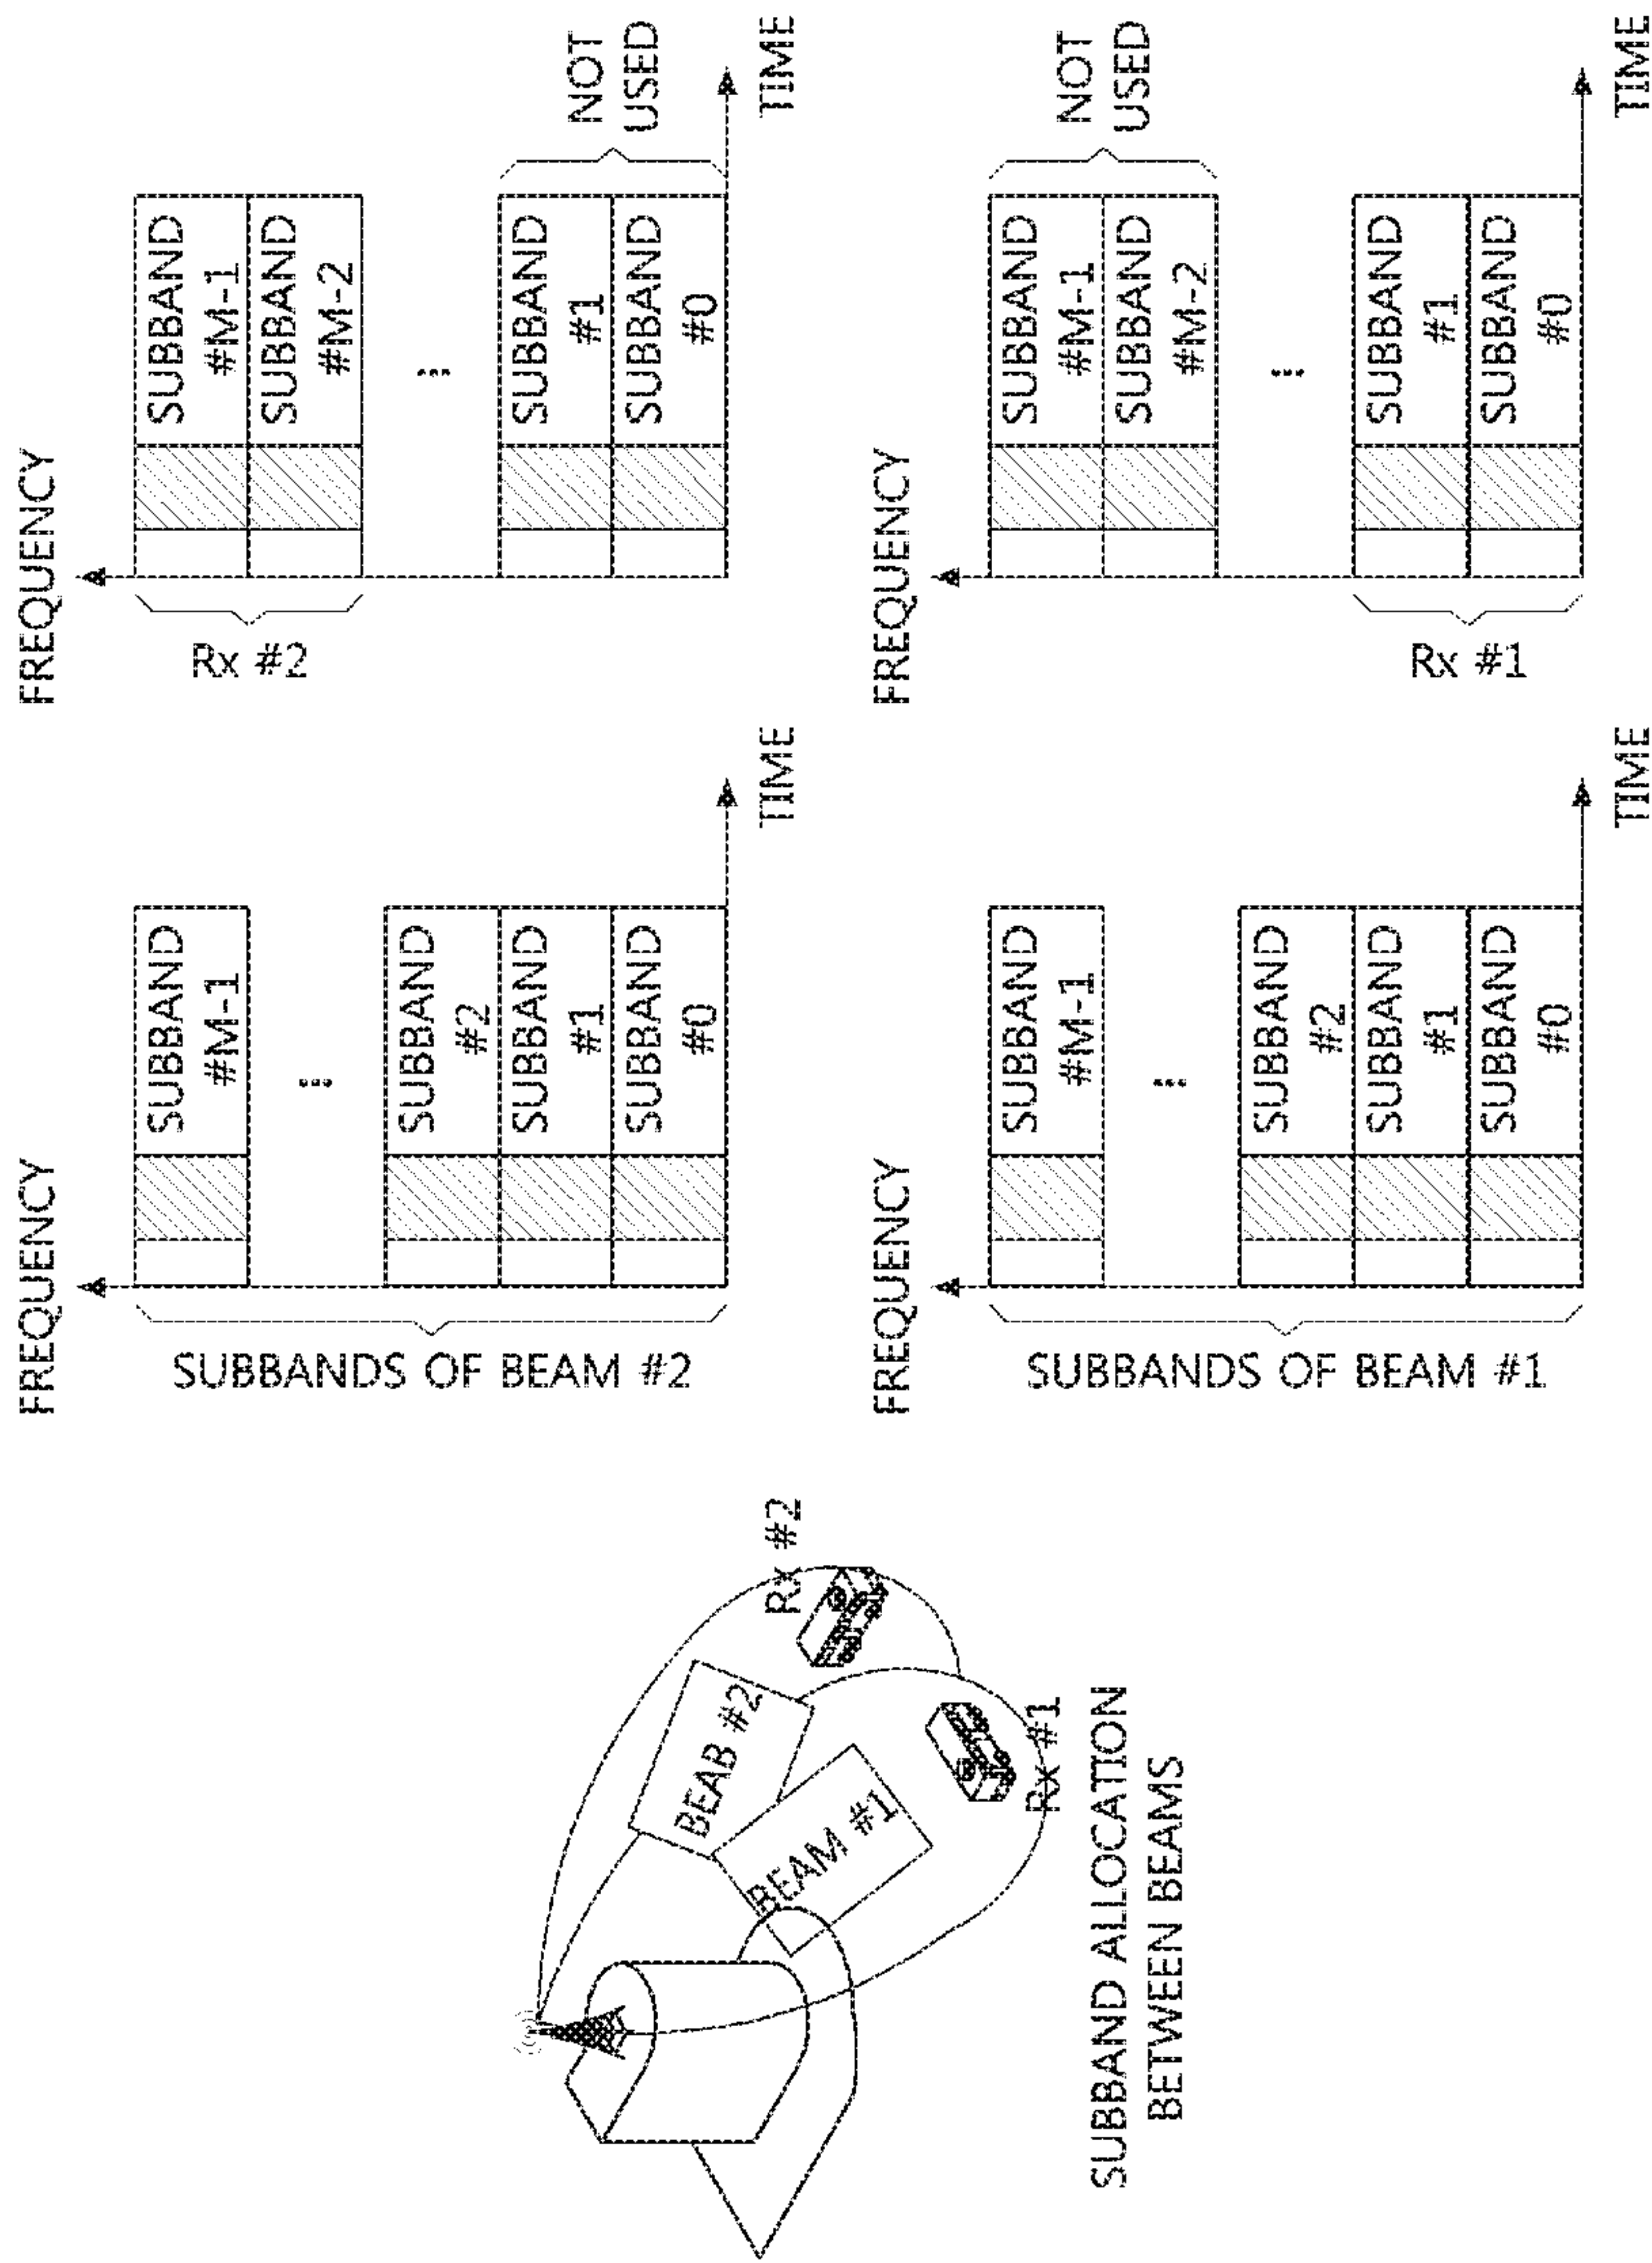 FREQUENCY
SUBBAND
#M-1
SUBBAND
#M-2
...
SUBBAND
#1
SUBBAND
#0
NOT
USED
TIME
Rx #2
FREQUENCY
SUBBAND
#M-1
SUBBAND
#M-2
NOT
USED
...
SUBBAND
#1
SUBBAND
#0
TIME
Rx #1
FREQUENCY
SUBBAND
#M-1
...
SUBBAND
#2
SUBBAND
#1
SUBBAND
#0
TIME
SUBBANDS OF BEAM #2
FREQUENCY
SUBBAND
#M-1
...
SUBBAND
#2
SUBBAND
#1
SUBBAND
#0
TIME
SUBBANDS OF BEAM #1
Rx #2
BEAB #2
BEAM #1
Rx #1
SUBBAND ALLOCATION
BETWEEN BEAMS